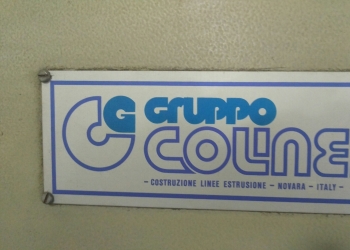 GRUPPO
COLINE
- COSTRUZIONE LINEE ESTRUSIONE - NOVARA - ITALY -